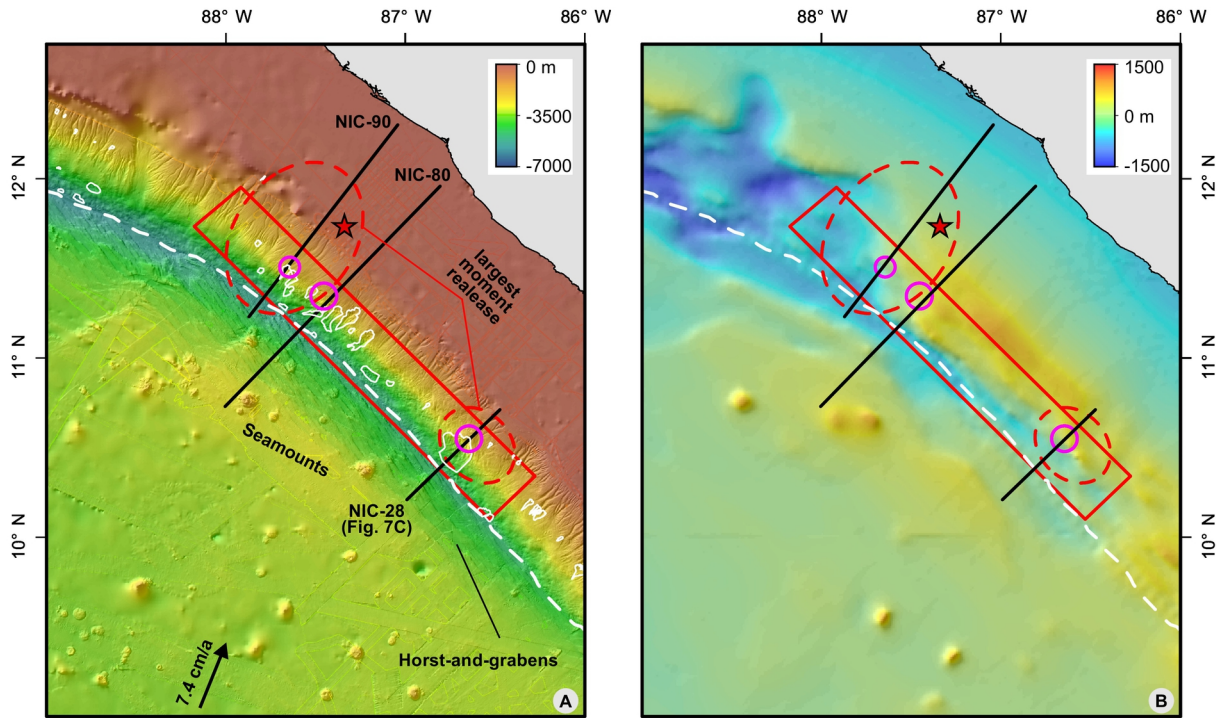 88° W 87° W 86° W 88° W 87° W 86° W
0 m
-3500
-7000
1500
0 m
-1500
NIC-90
NIC-80
12° N
12° N
largest
moment
realease
11° N
11° N
Seamounts
NIC-28
(Fig. 7C)
10° N
10° N
Horst-and-grabens
7.4 cm/a
A
B